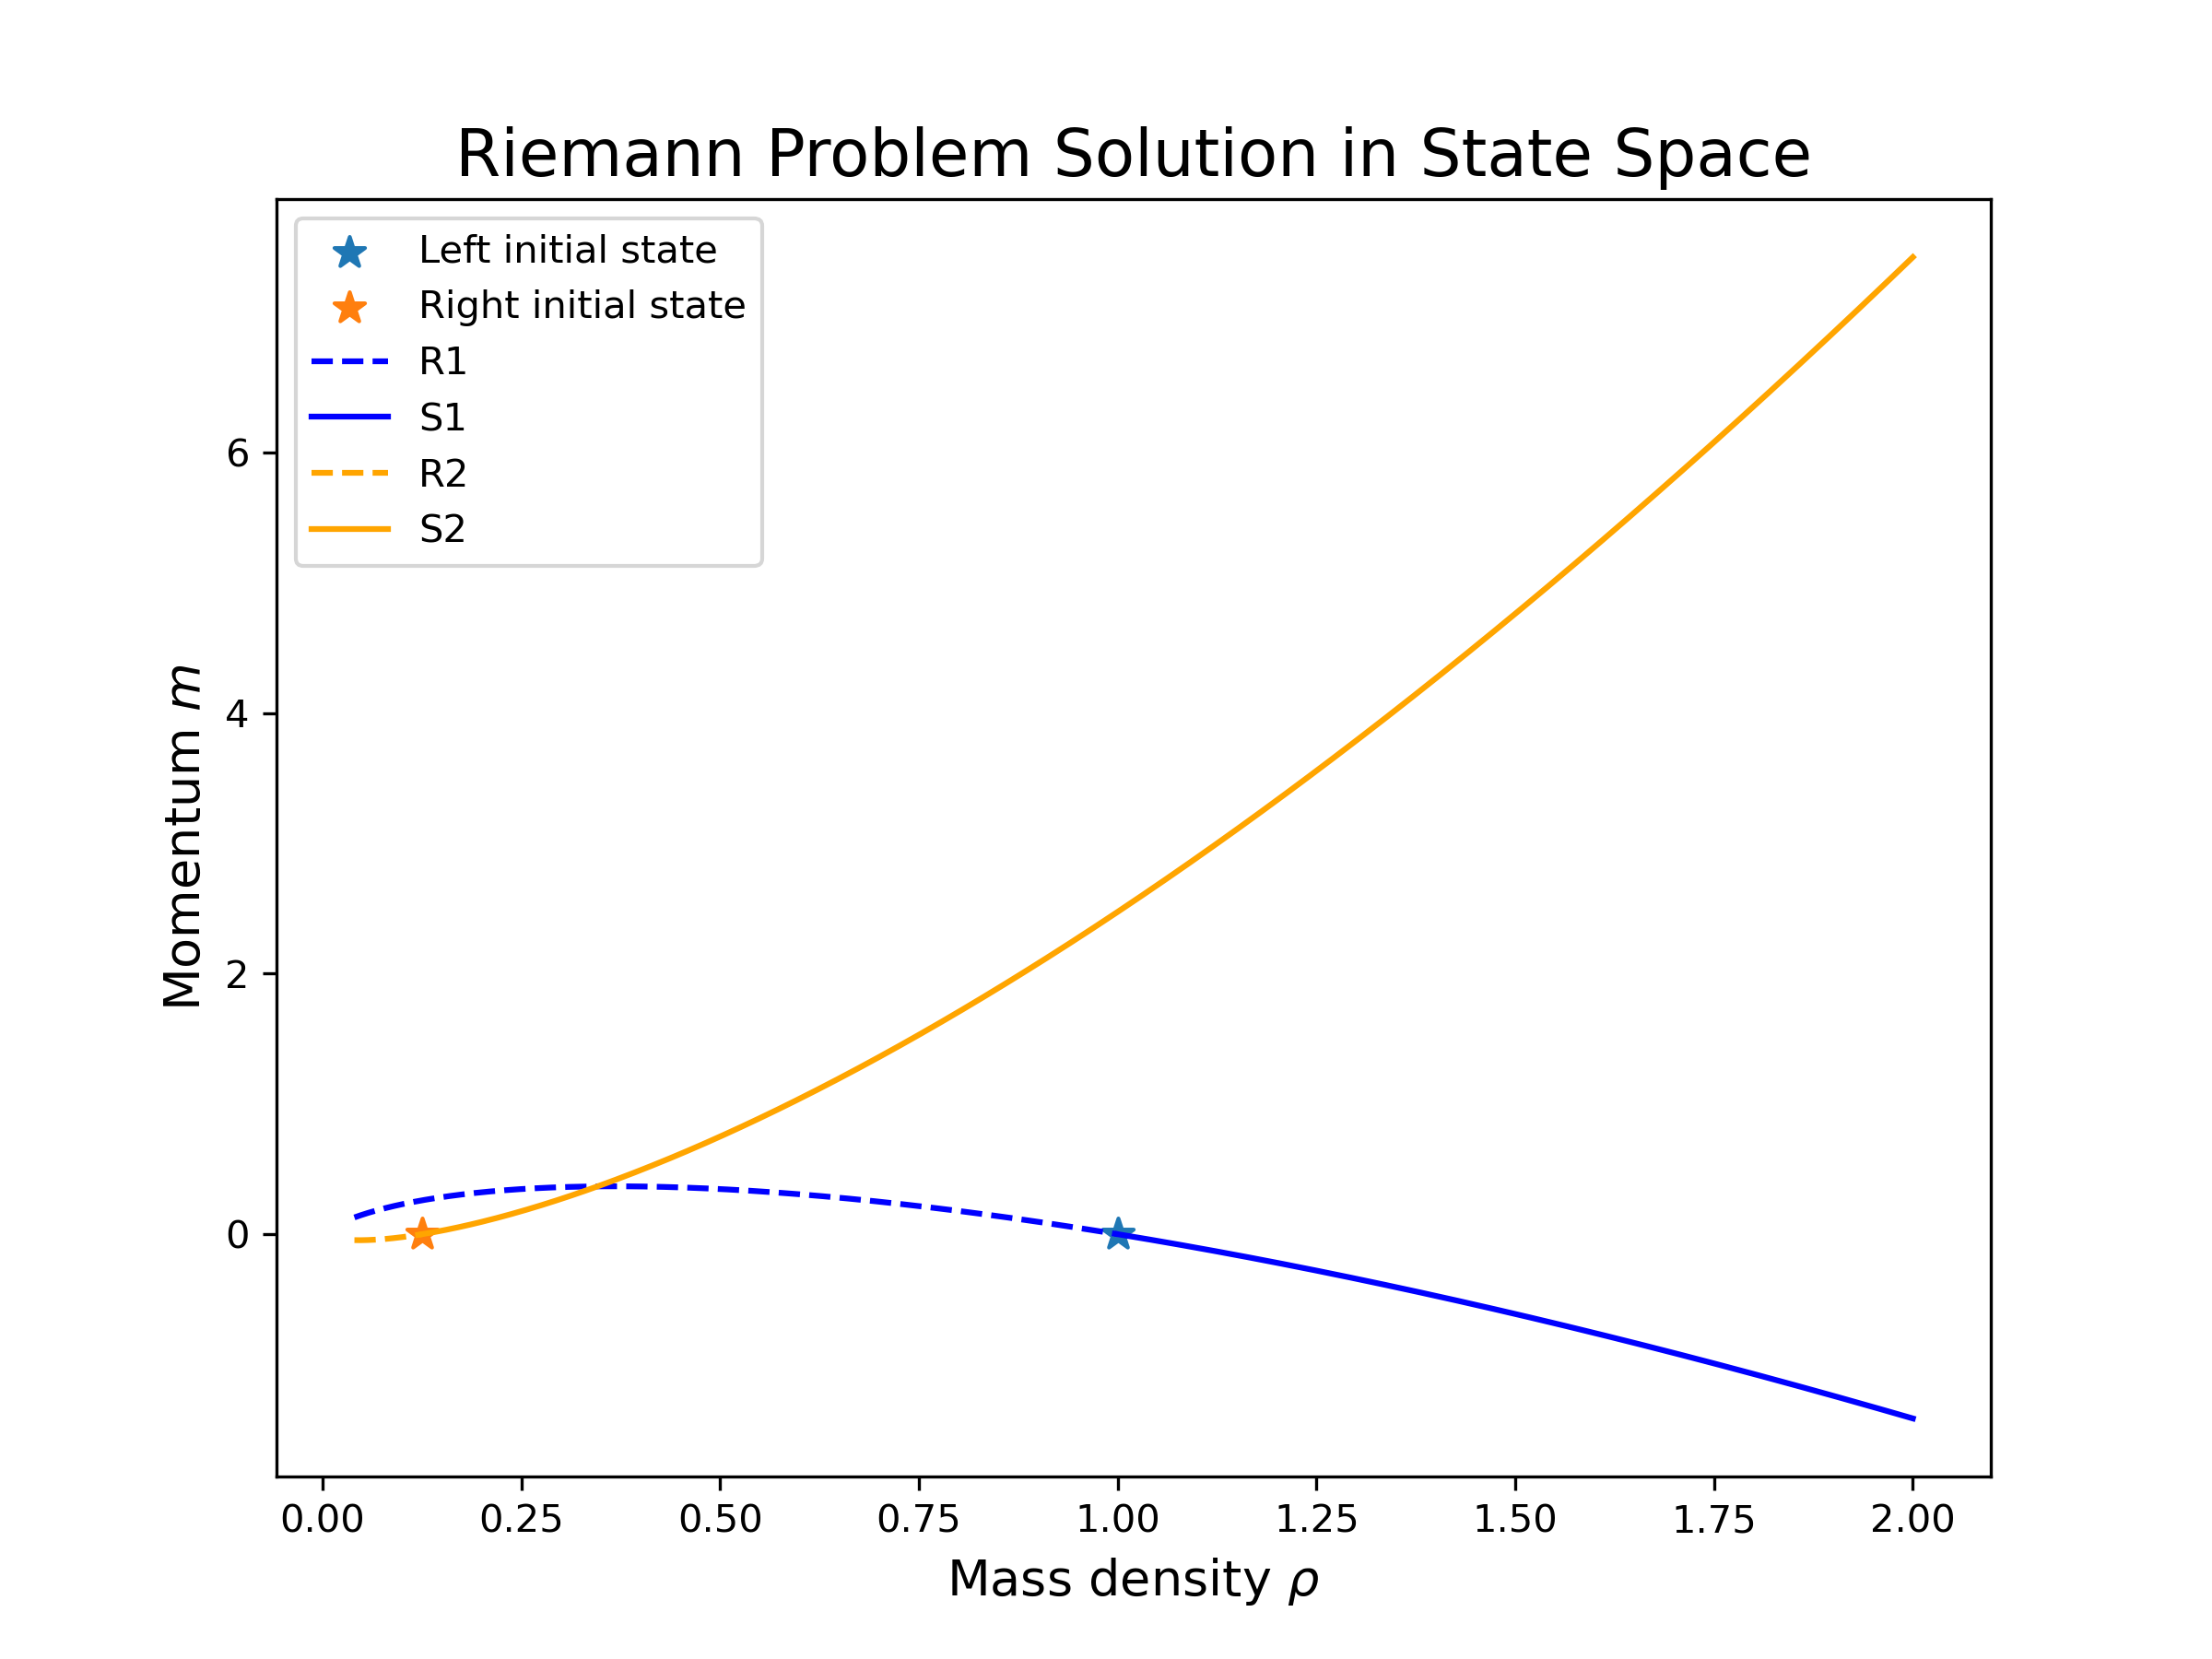 Riemann Problem Solution in State Space
Left initial state
Right initial state
R1
S1
R2
S2
6
4
2
0
Momentum m
0.00 0.25 0.50 0.75 1.00 1.25 1.50 1.75 2.00
Mass density ρ